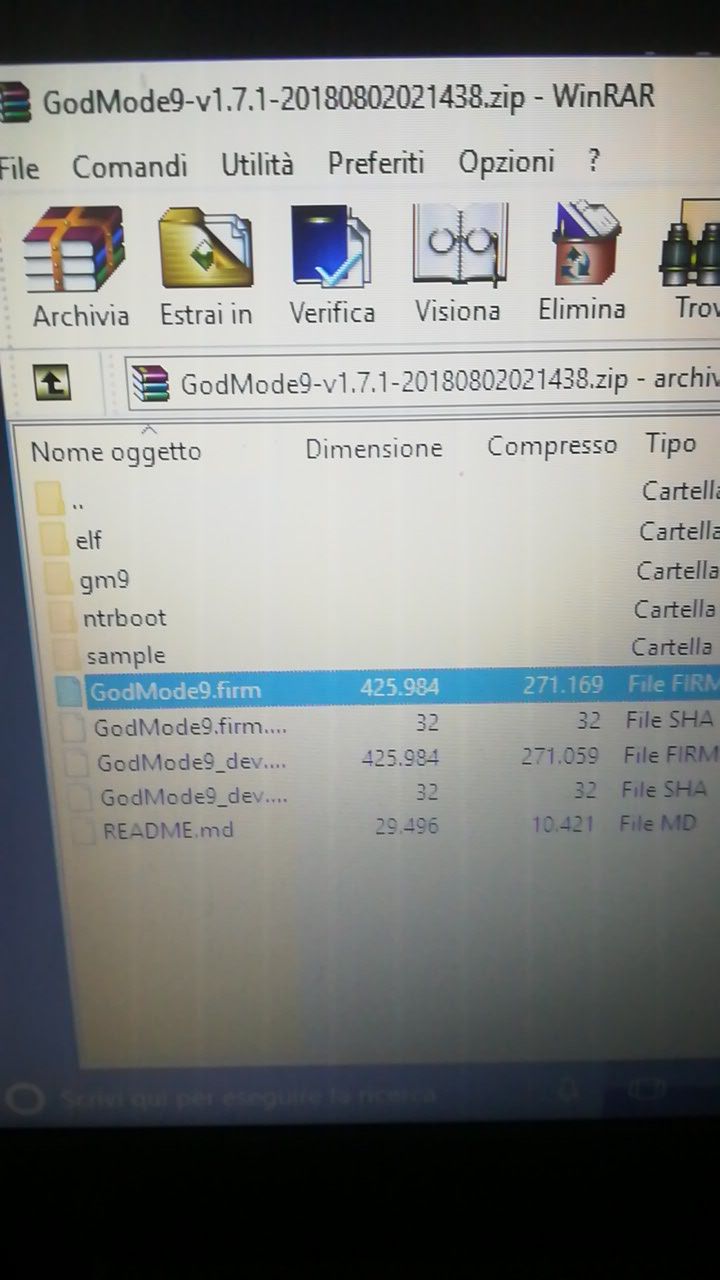 GodMode9-v1.7.1-20180802021438.zip - WinRAR
File Comandi Utilità Preferiti Opzioni ?
Archivia Estrai in Verifica Visiona Elimina Trov
GodMode9-v1.7.1-20180802021438.zip - archiv
Nome oggetto Dimensione Compresso Tipo
.. Cartella
elf Cartella
gm9 Cartella
ntrboot Cartella
sample Cartella
GodMode9.firm 425.984 271.169 File FIRM
GodMode9.firm.... 32 32 File SHA
GodMode9_dev.... 425.984 271.059 File FIRM
GodMode9_dev.... 32 32 File SHA
README.md 29.496 10.421 File MD
Scrivi qui per eseguire la ricerca